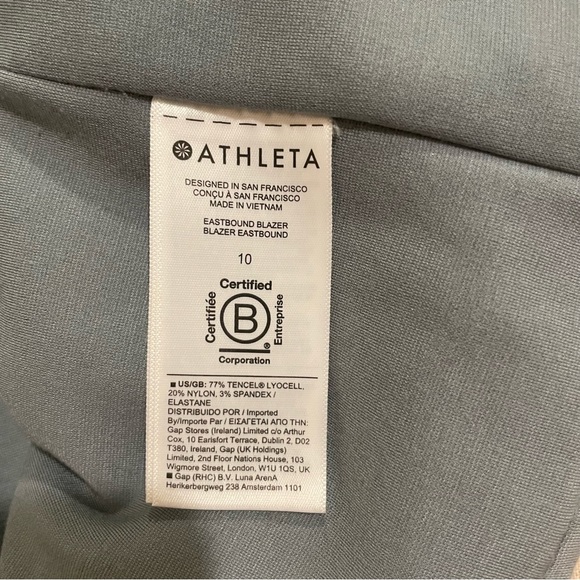 ATHLETA
DESIGNED IN SAN FRANCISCO
CONÇU À SAN FRANCISCO
MADE IN VIETNAM
EASTBOUND BLAZER
BLAZER EASTBOUND
10
Certified
Certifiée
B
Entreprise
®
Corporation
■ US/GB: 77% TENCEL® LYOCELL,
20% NYLON, 3% SPANDEX /
ELASTANE
DISTRIBUIDO POR / Imported
By/Importe Par / ΕΙΣΑΓΕΤΑΙ ΑΠΟ ΤΗΝ:
Gap Stores (Ireland) Limited c/o Arthur
Cox, 10 Earlsfort Terrace, Dublin 2, D02
T380, Ireland, Gap (UK Holdings)
Limited, 2nd Floor Nations House, 103
Wigmore Street, London, W1U 1QS, UK
■ Gap (RHC) B.V. Luna ArenA
Herikerbergweg 238 Amsterdam 1101